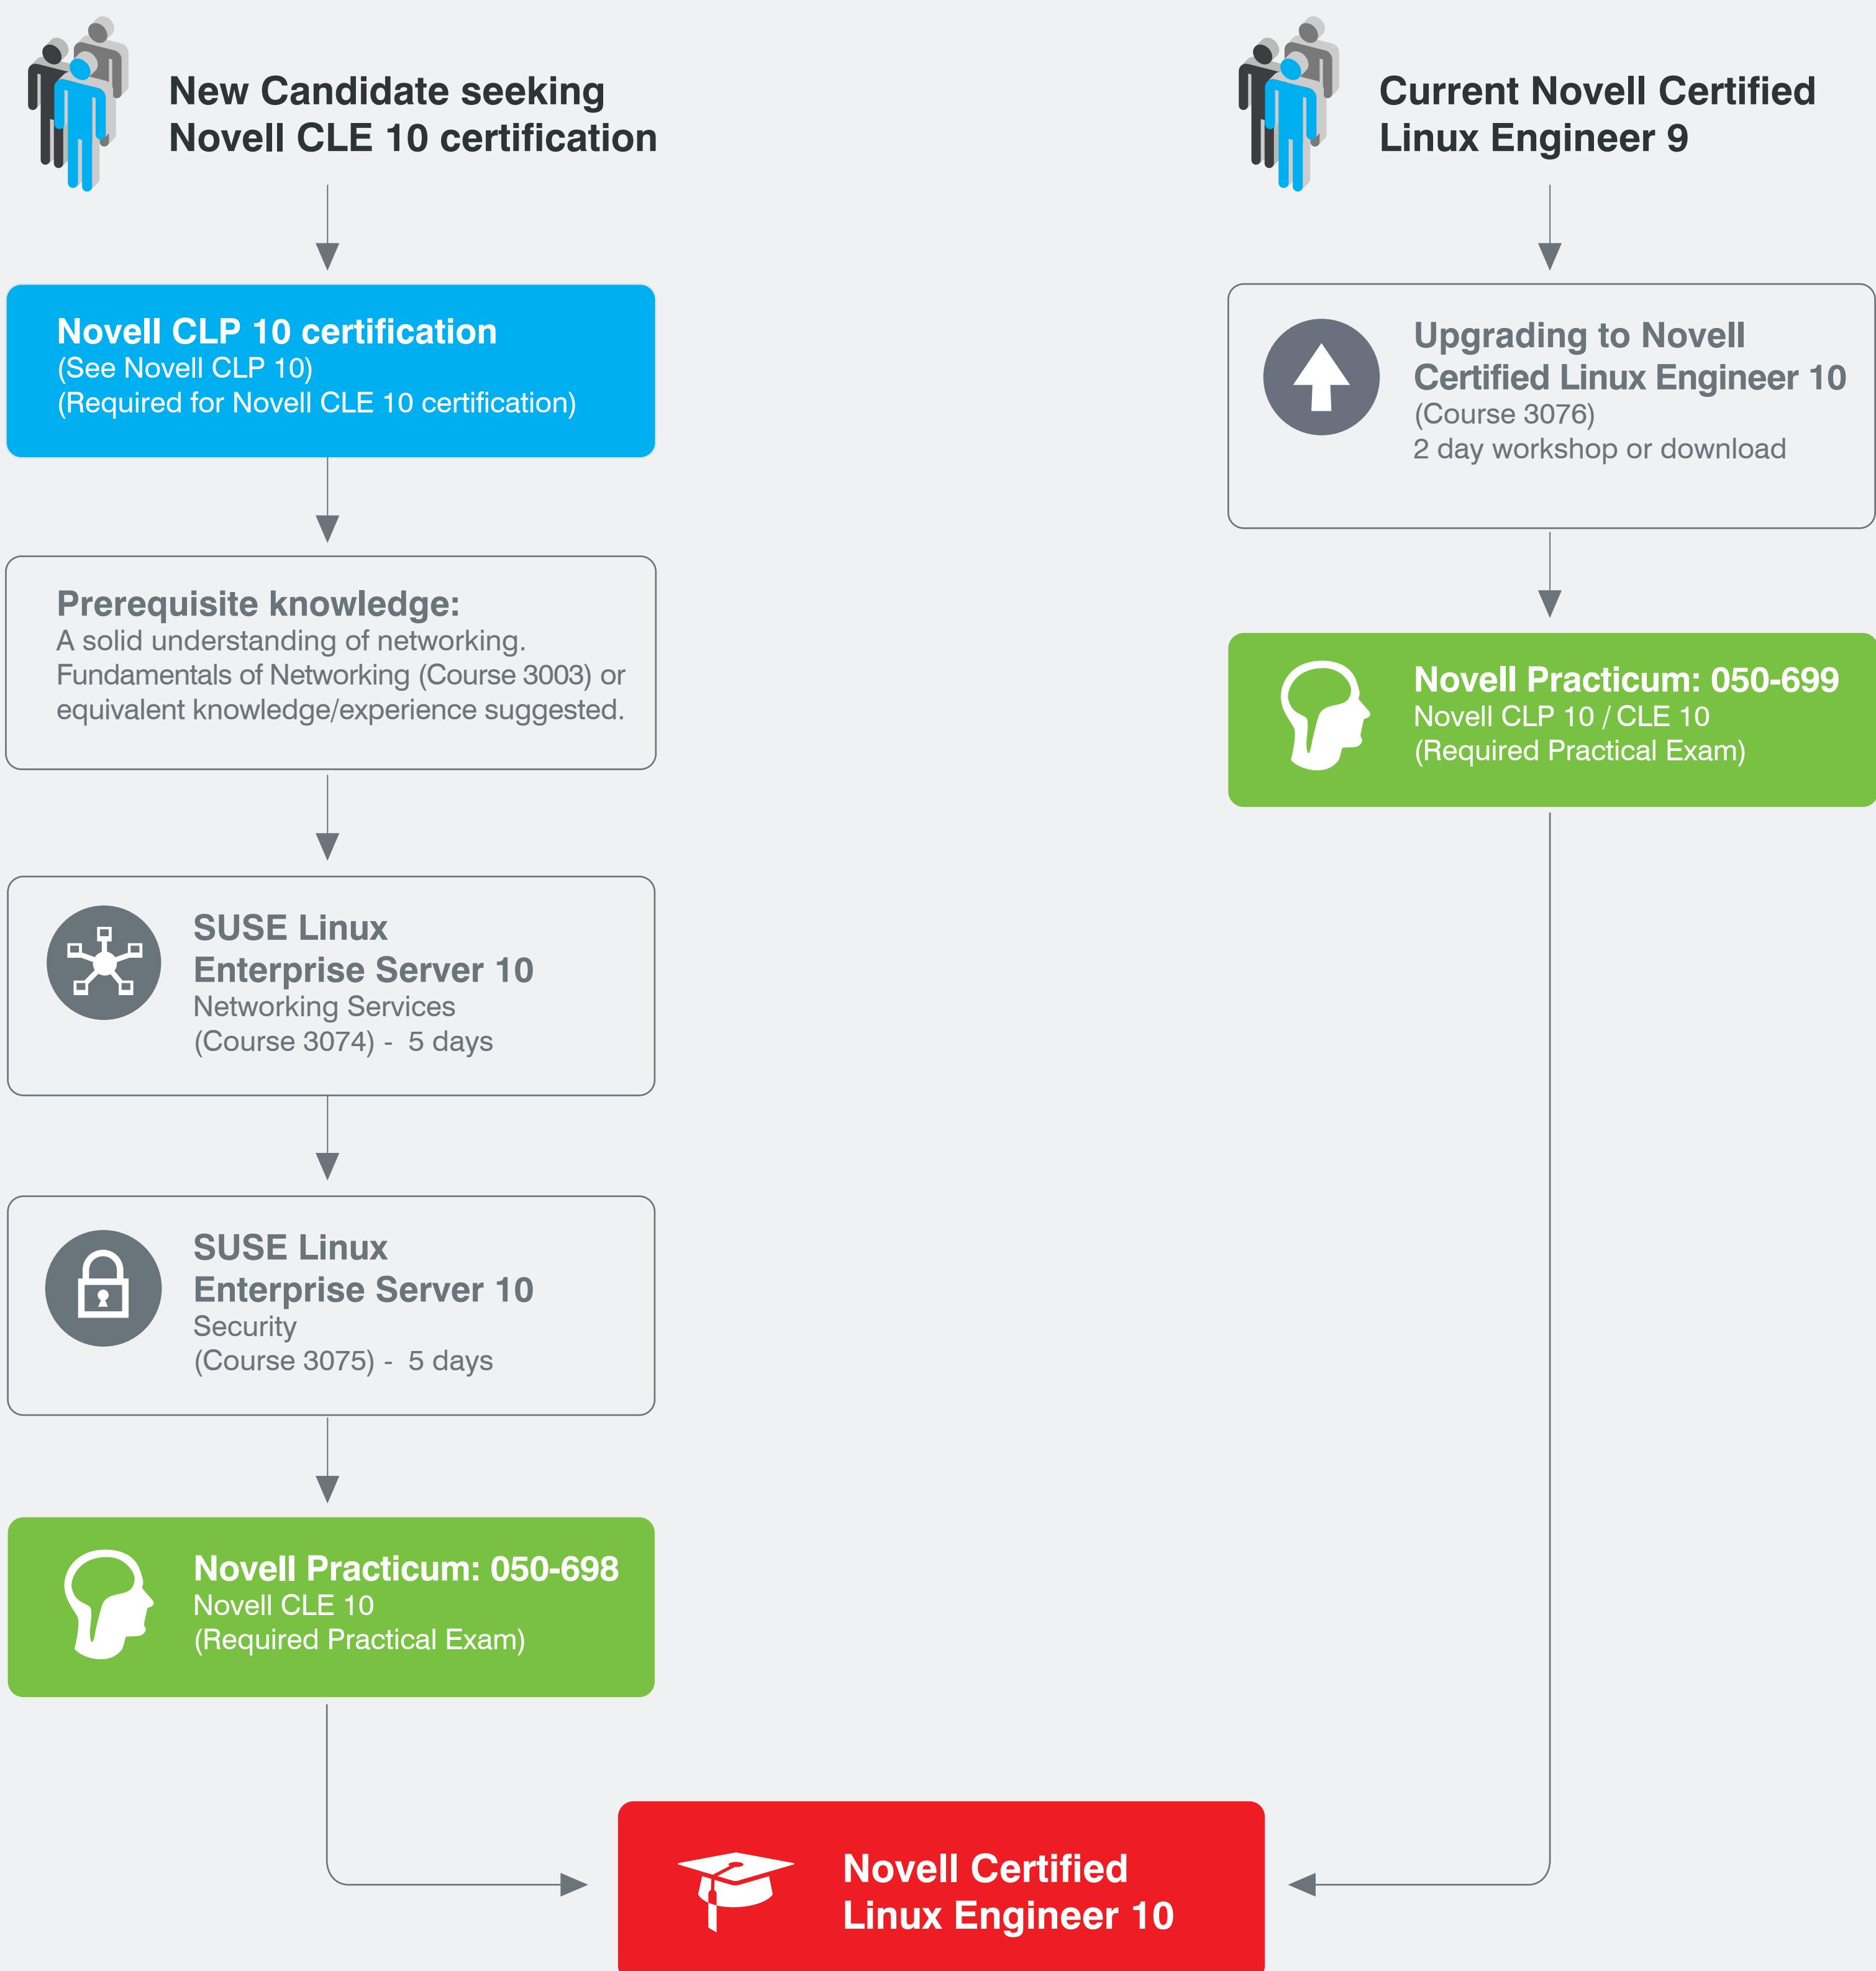 New Candidate seeking
Novell CLE 10 certification
Novell CLP 10 certification
(See Novell CLP 10)
(Required for Novell CLE 10 certification)
Prerequisite knowledge:
A solid understanding of networking.
Fundamentals of Networking (Course 3003) or
equivalent knowledge/experience suggested.
SUSE Linux
Enterprise Server 10
Networking Services
(Course 3074) - 5 days
SUSE Linux
Enterprise Server 10
Security
(Course 3075) - 5 days
Novell Practicum: 050-698
Novell CLE 10
(Required Practical Exam)
Current Novell Certified
Linux Engineer 9
Upgrading to Novell
Certified Linux Engineer 10
(Course 3076)
2 day workshop or download
Novell Practicum: 050-699
Novell CLP 10 / CLE 10
(Required Practical Exam)
Novell Certified
Linux Engineer 10